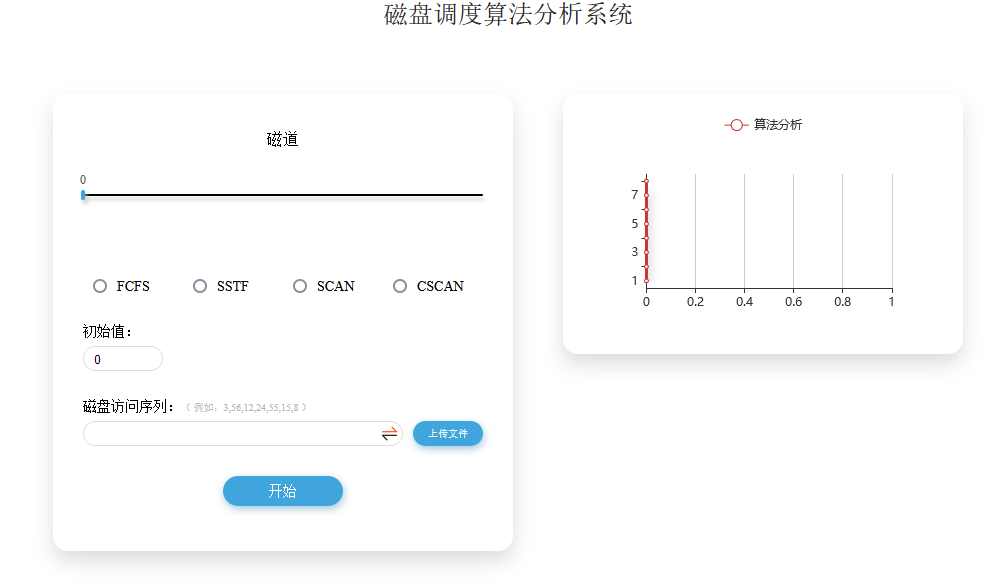 磁盘调度算法分析系统
磁道
0
FCFS SSTF SCAN CSCAN
初始值：
0
磁盘访问序列：（ 例如，3,56,12,24,55,15,8 ）
上传文件
开始
算法分析
7
5
3
1
0 0.2 0.4 0.6 0.8 1